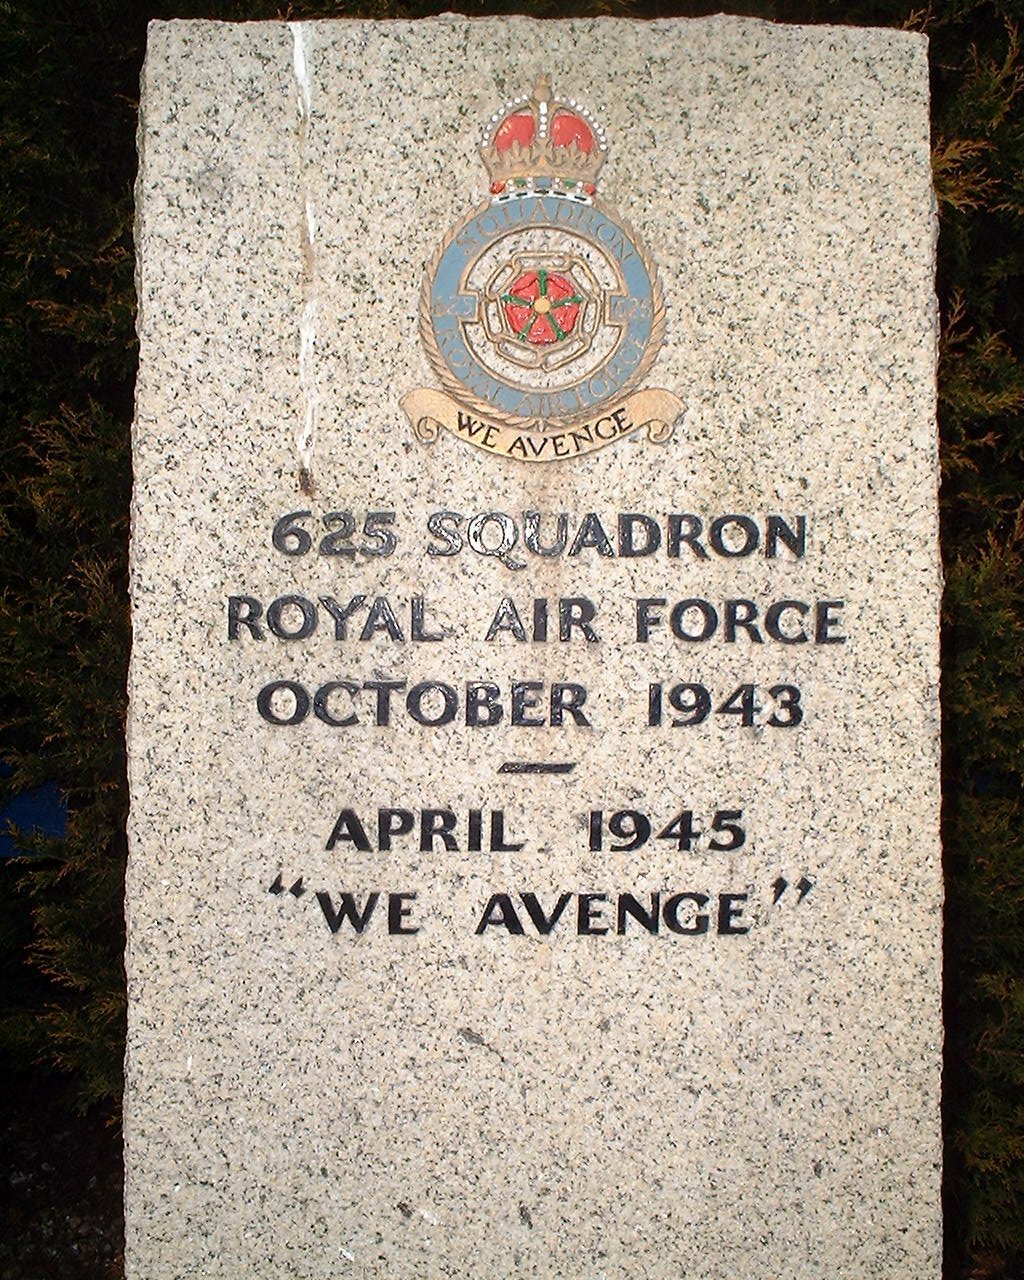 SQUADRON
625 625
ROYAL AIR FORCE
WE AVENGE
625 SQUADRON
ROYAL AIR FORCE
OCTOBER 1943
—
APRIL 1945
“WE AVENGE”